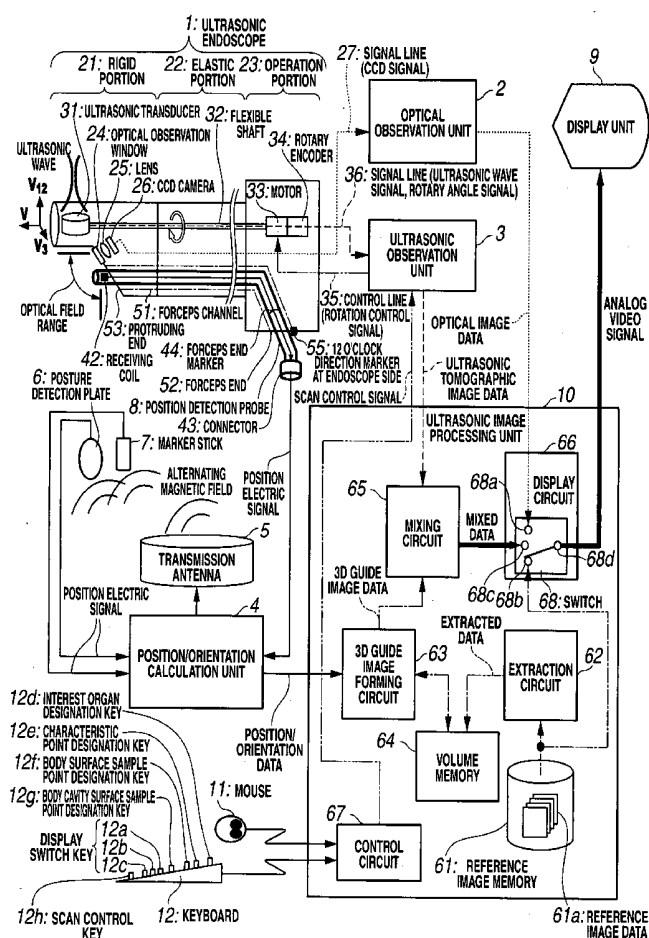 1: ULTRASONIC
ENDOSCOPE
21: RIGID
PORTION
22: ELASTIC
PORTION
23: OPERATION
PORTION
31: ULTRASONIC TRANSDUCER
24: OPTICAL OBSERVATION
WINDOW
25: LENS
26: CCD CAMERA
32: FLEXIBLE
SHAFT
34: ROTARY
ENCODER
33: MOTOR
ULTRASONIC
WAVE
V12
V
V3
27: SIGNAL LINE
(CCD SIGNAL)
2
OPTICAL
OBSERVATION UNIT
9
DISPLAY UNIT
36: SIGNAL LINE (ULTRASONIC WAVE
SIGNAL, ROTARY ANGLE SIGNAL)
3
ULTRASONIC
OBSERVATION
UNIT
35: CONTROL LINE
(ROTATION CONTROL
SIGNAL)
OPTICAL IMAGE DATA
ANALOG
VIDEO SIGNAL
OPTICAL FIELD
RANGE
51: FORCEPS CHANNEL
53: PROTRUDING
END
42: RECEIVING
COIL
44: FORCEPS END
MARKER
52: FORCEPS END
8: POSITION DETECTION PROBE
43: CONNECTOR
55: 12 O'CLOCK
DIRECTION MARKER
AT ENDOSCOPE SIDE
SCAN CONTROL SIGNAL
ULTRASONIC
TOMOGRAPHIC
IMAGE DATA
6: POSTURE
DETECTION PLATE
7: MARKER STICK
ALTERNATING
MAGNETIC FIELD
POSITION
ELECTRIC
SIGNAL
10
ULTRASONIC IMAGE
PROCESSING UNIT
66
DISPLAY
CIRCUIT
68a
68d
68c
68b
68: SWITCH
65
MIXING
CIRCUIT
MIXED
DATA
5
TRANSMISSION
ANTENNA
3D GUIDE
IMAGE DATA
POSITION ELECTRIC
SIGNAL
4
POSITION/ORIENTATION
CALCULATION UNIT
3D GUIDE
IMAGE
FORMING
CIRCUIT
63
EXTRACTED
DATA
62
EXTRACTION
CIRCUIT
64
VOLUME
MEMORY
POSITION/
ORIENTATION
DATA
12d: INTEREST ORGAN
DESIGNATION KEY
12e: CHARACTERISTIC
POINT DESIGNATION KEY
12f: BODY SURFACE SAMPLE
POINT DESIGNATION KEY
12g: BODY CAVITY SURFACE SAMPLE
POINT DESIGNATION KEY
11: MOUSE
DISPLAY
SWITCH KEY
12a
12b
12c
12h: SCAN CONTROL
KEY
12: KEYBOARD
67
CONTROL
CIRCUIT
61: REFERENCE
IMAGE MEMORY
61a: REFERENCE
IMAGE DATA